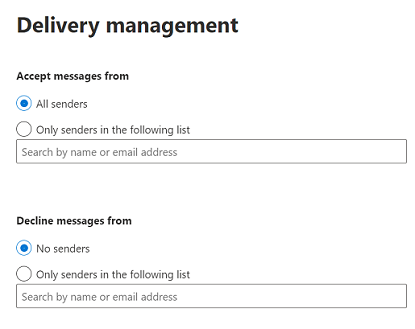 Delivery management
Accept messages from
All senders
Only senders in the following list
Search by name or email address
Decline messages from
No senders
Only senders in the following list
Search by name or email address